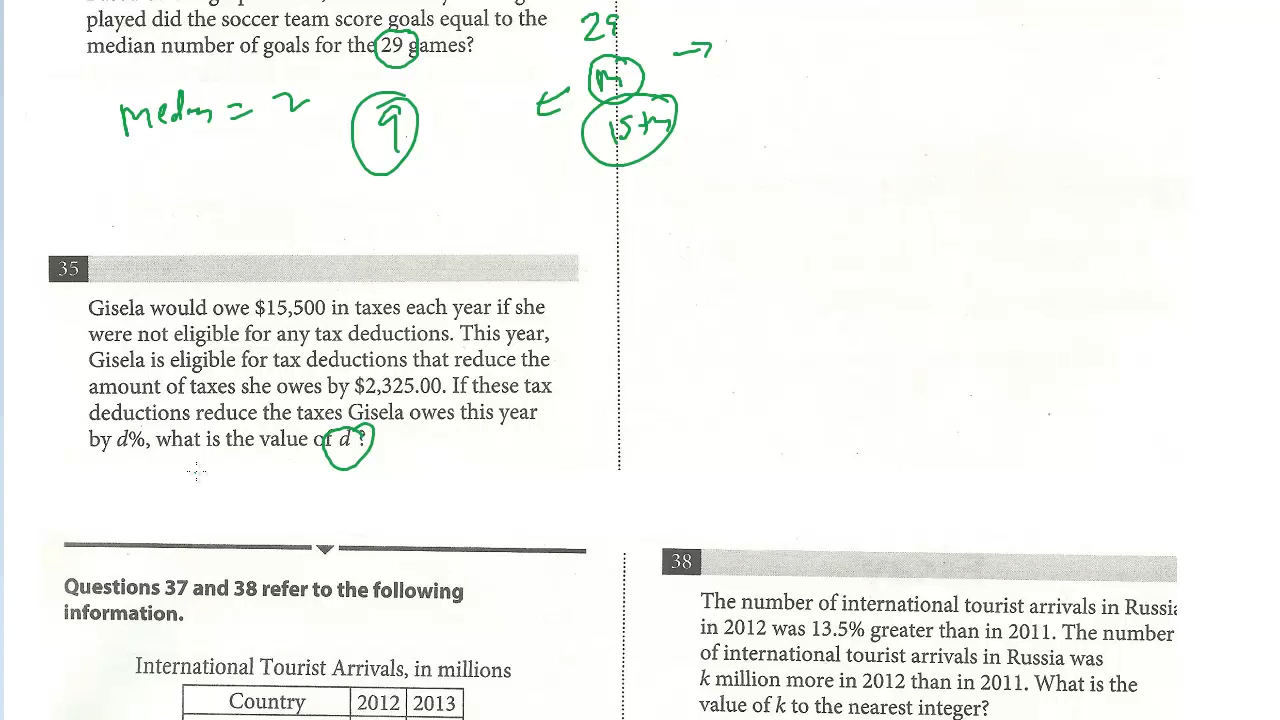 played did the soccer team score goals equal to the
median number of goals for the 29 games?
29
m
15th
median = 2
9
35
Gisela would owe $15,500 in taxes each year if she
were not eligible for any tax deductions. This year,
Gisela is eligible for tax deductions that reduce the
amount of taxes she owes by $2,325.00. If these tax
deductions reduce the taxes Gisela owes this year
by d%, what is the value of d?
Questions 37 and 38 refer to the following
information.
International Tourist Arrivals, in millions
Country 2012 2013
38
The number of international tourist arrivals in Russia
in 2012 was 13.5% greater than in 2011. The number
of international tourist arrivals in Russia was
k million more in 2012 than in 2011. What is the
value of k to the nearest integer?